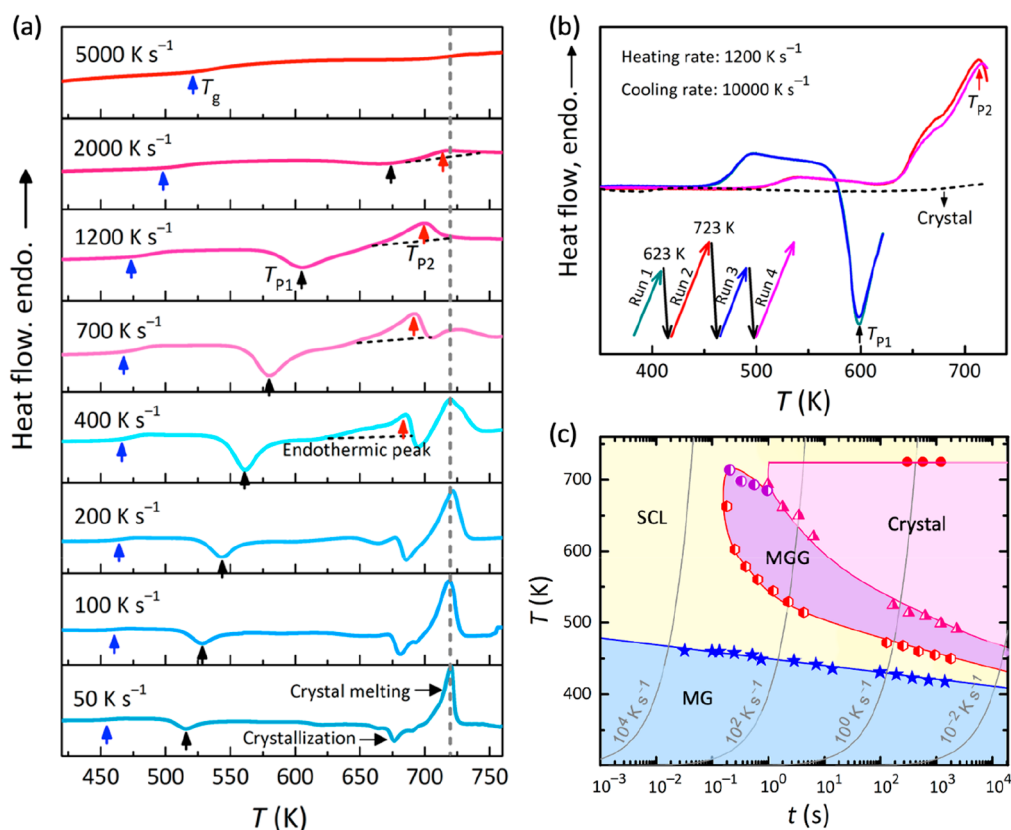 (a)
5000 K s⁻¹
Tg
2000 K s⁻¹
1200 K s⁻¹
TP1
TP2
700 K s⁻¹
400 K s⁻¹
Endothermic peak
200 K s⁻¹
100 K s⁻¹
50 K s⁻¹
Crystal melting
Crystallization
Heat flow. endo.
450 500 550 600 650 700 750
T (K)
(b)
Heating rate: 1200 K s⁻¹
Cooling rate: 10000 K s⁻¹
TP2
Crystal
623 K
723 K
Run 1
Run 2
Run 3
Run 4
TP1
Heat flow, endo.
400 500 600 700
T (K)
(c)
SCL
MGG
Crystal
MG
10⁴ K s⁻¹
10² K s⁻¹
10⁰ K s⁻¹
10⁻² K s⁻¹
700
600
500
400
T (K)
10⁻³ 10⁻² 10⁻¹ 10⁰ 10¹ 10² 10³ 10⁴
t (s)